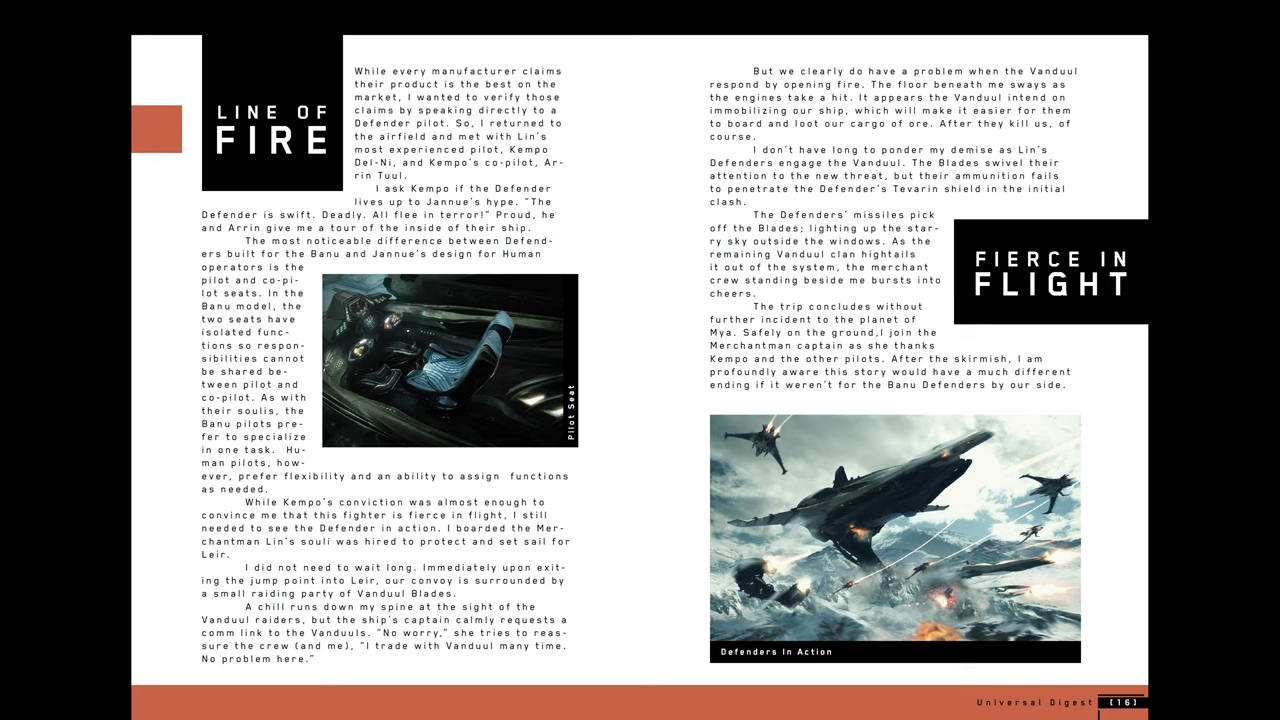 LINE OF
FIRE
While every manufacturer claims
their product is the best on the
market, I wanted to verify those
claims by speaking directly to a
Defender pilot. So, I returned to
the airfield and met with Lin's
most experienced pilot, Kempo
Del-Ni, and Kempo's co-pilot, Ar-
rin Tuul.
I ask Kempo if the Defender
lives up to Jannue's hype. "The
Defender is swift. Deadly. All flee in terror!" Proud, he
and Arrin give me a tour of the inside of their ship.
The most noticeable difference between Defend-
ers built for the Banu and Jannue's design for Human
operators is the
pilot and co-pi-
lot seats. In the
Banu model, the
two seats have
isolated func-
tions so respon-
sibilities cannot
be shared be-
tween pilot and
co-pilot. As with
their soulis, the
Banu pilots pre-
fer to specialize
in one task. Hu-
man pilots, how-
ever, prefer flexibility and an ability to assign functions
as needed.
Pilot Seat
While Kempo's conviction was almost enough to
convince me that this fighter is fierce in flight, I still
needed to see the Defender in action. I boarded the Mer-
chantman Lin's souli was hired to protect and set sail for
Leir.
I did not need to wait long. Immediately upon exit-
ing the jump point into Leir, our convoy is surrounded by
a small raiding party of Vanduul Blades.
A chill runs down my spine at the sight of the
Vanduul raiders, but the ship's captain calmly requests a
comm link to the Vanduuls. "No worry," she tries to reas-
sure the crew (and me), "I trade with Vanduul many time.
No problem here."
But we clearly do have a problem when the Vanduul
respond by opening fire. The floor beneath me sways as
the engines take a hit. It appears the Vanduul intend on
immobilizing our ship, which will make it easier for them
to board and loot our cargo of ore. After they kill us, of
course.
I don't have long to ponder my demise as Lin's
Defenders engage the Vanduul. The Blades swivel their
attention to the new threat, but their ammunition fails
to penetrate the Defender's Tevarin shield in the initial
clash.
The Defenders' missiles pick
off the Blades; lighting up the star-
ry sky outside the windows. As the
remaining Vanduul clan hightails
it out of the system, the merchant
crew standing beside me bursts into
cheers.
FIERCE IN
FLIGHT
The trip concludes without
further incident to the planet of
Mya. Safely on the ground,I join the
Merchantman captain as she thanks
Kempo and the other pilots. After the skirmish, I am
profoundly aware this story would have a much different
ending if it weren't for the Banu Defenders by our side.
Defenders In Action
Universal Digest [16]